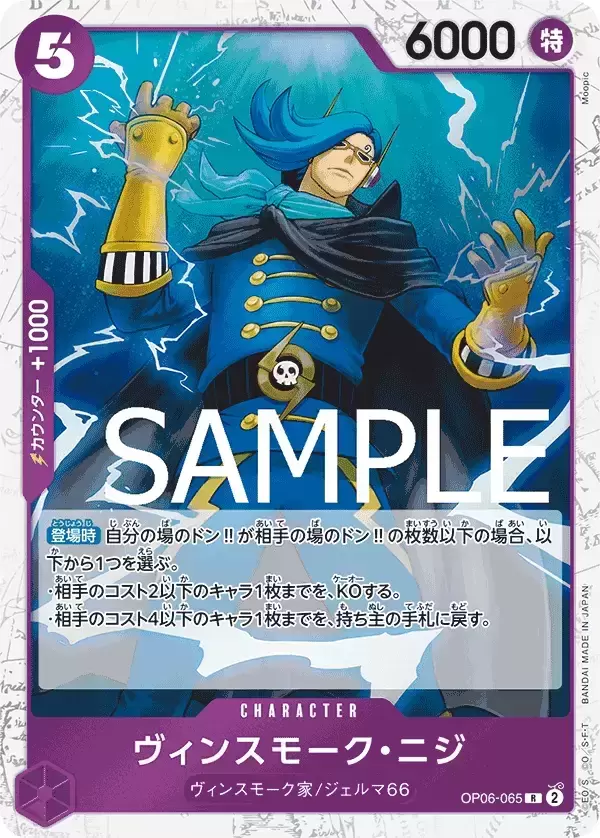 5
6000 特
Moopic
カウンター +1000
SAMPLE
登場時 自分の場のドン!!が相手の場のドン!!の枚数以下の場合、以
下から1つを選ぶ。
・相手のコスト2以下のキャラ1枚までを、KOする。
・相手のコスト4以下のキャラ1枚までを、持ち主の手札に戻す。
CHARACTER
ヴィンスモーク・ニジ
ヴィンスモーク家/ジェルマ66
OP06-065 R 2
©E.O./S., S・F・T BANDAI MADE IN JAPAN